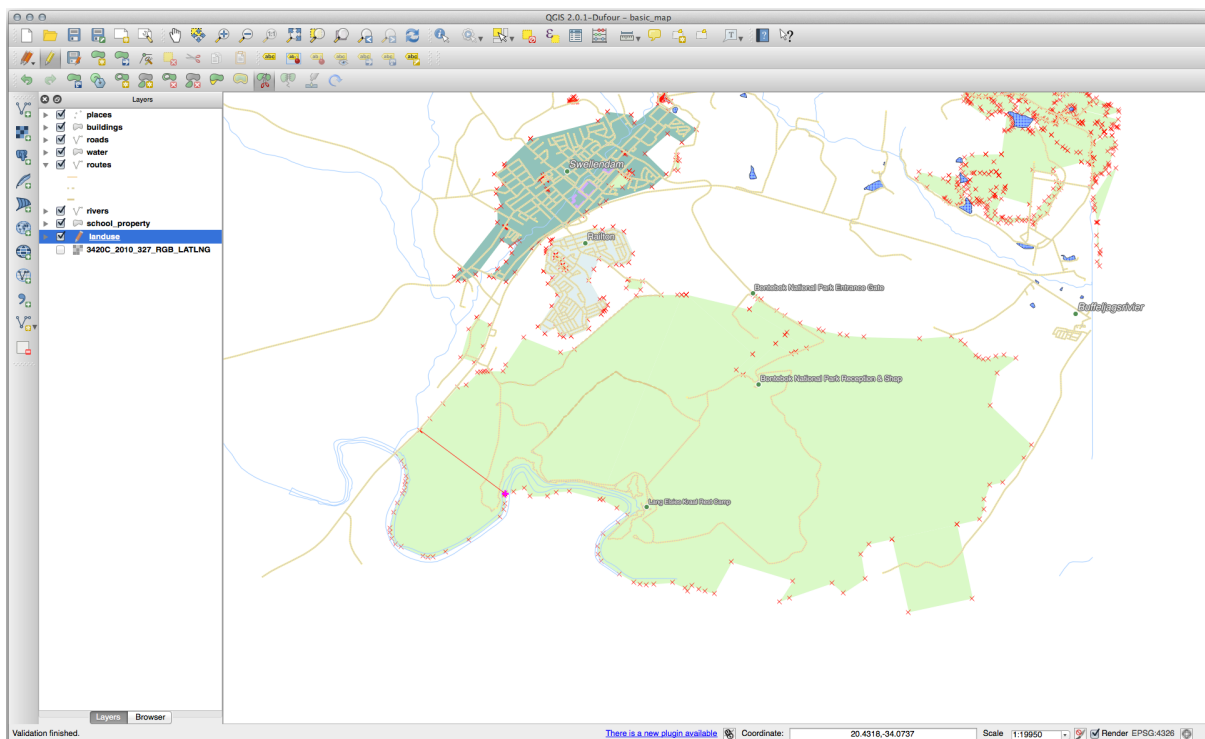 QGIS 2.0.1-Dufour - basic_map
Layers
places
buildings
roads
water
routes
rivers
school_property
landuse
3420C_2010_327_RGB_LATLNG
Swellendam
Railton
Bontebok National Park Entrance Gate
Buffeljagsrivier
Bontebok National Park Reception & Shop
Lang Elsies Kraal Rest Camp
Layers Browser
Validation finished. There is a new plugin available Coordinate: 20.4318,-34.0737 Scale 1:19950 Render EPSG:4326